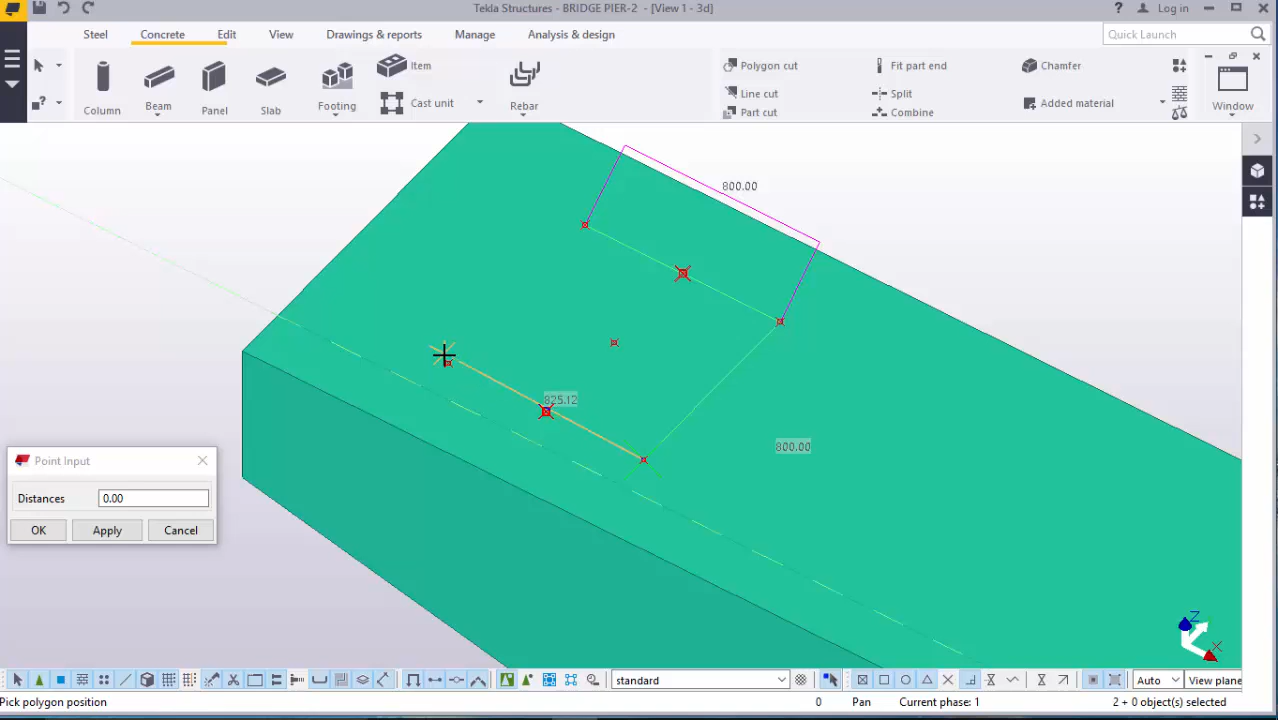 Tekla Structures - BRIDGE PIER-2 - [View 1 - 3d]
? Log in
Steel Concrete Edit View Drawings & reports Manage Analysis & design
Quick Launch
Column
Beam
Panel
Slab
Footing
Item
Cast unit
Rebar
Polygon cut
Line cut
Part cut
Fit part end
Split
Combine
Chamfer
Added material
Window
800.00
825.12
800.00
Point Input
Distances 0.00
OK Apply Cancel
Z
X
standard
Auto
View plane
Pick polygon position
0
Pan
Current phase: 1
2 + 0 object(s) selected